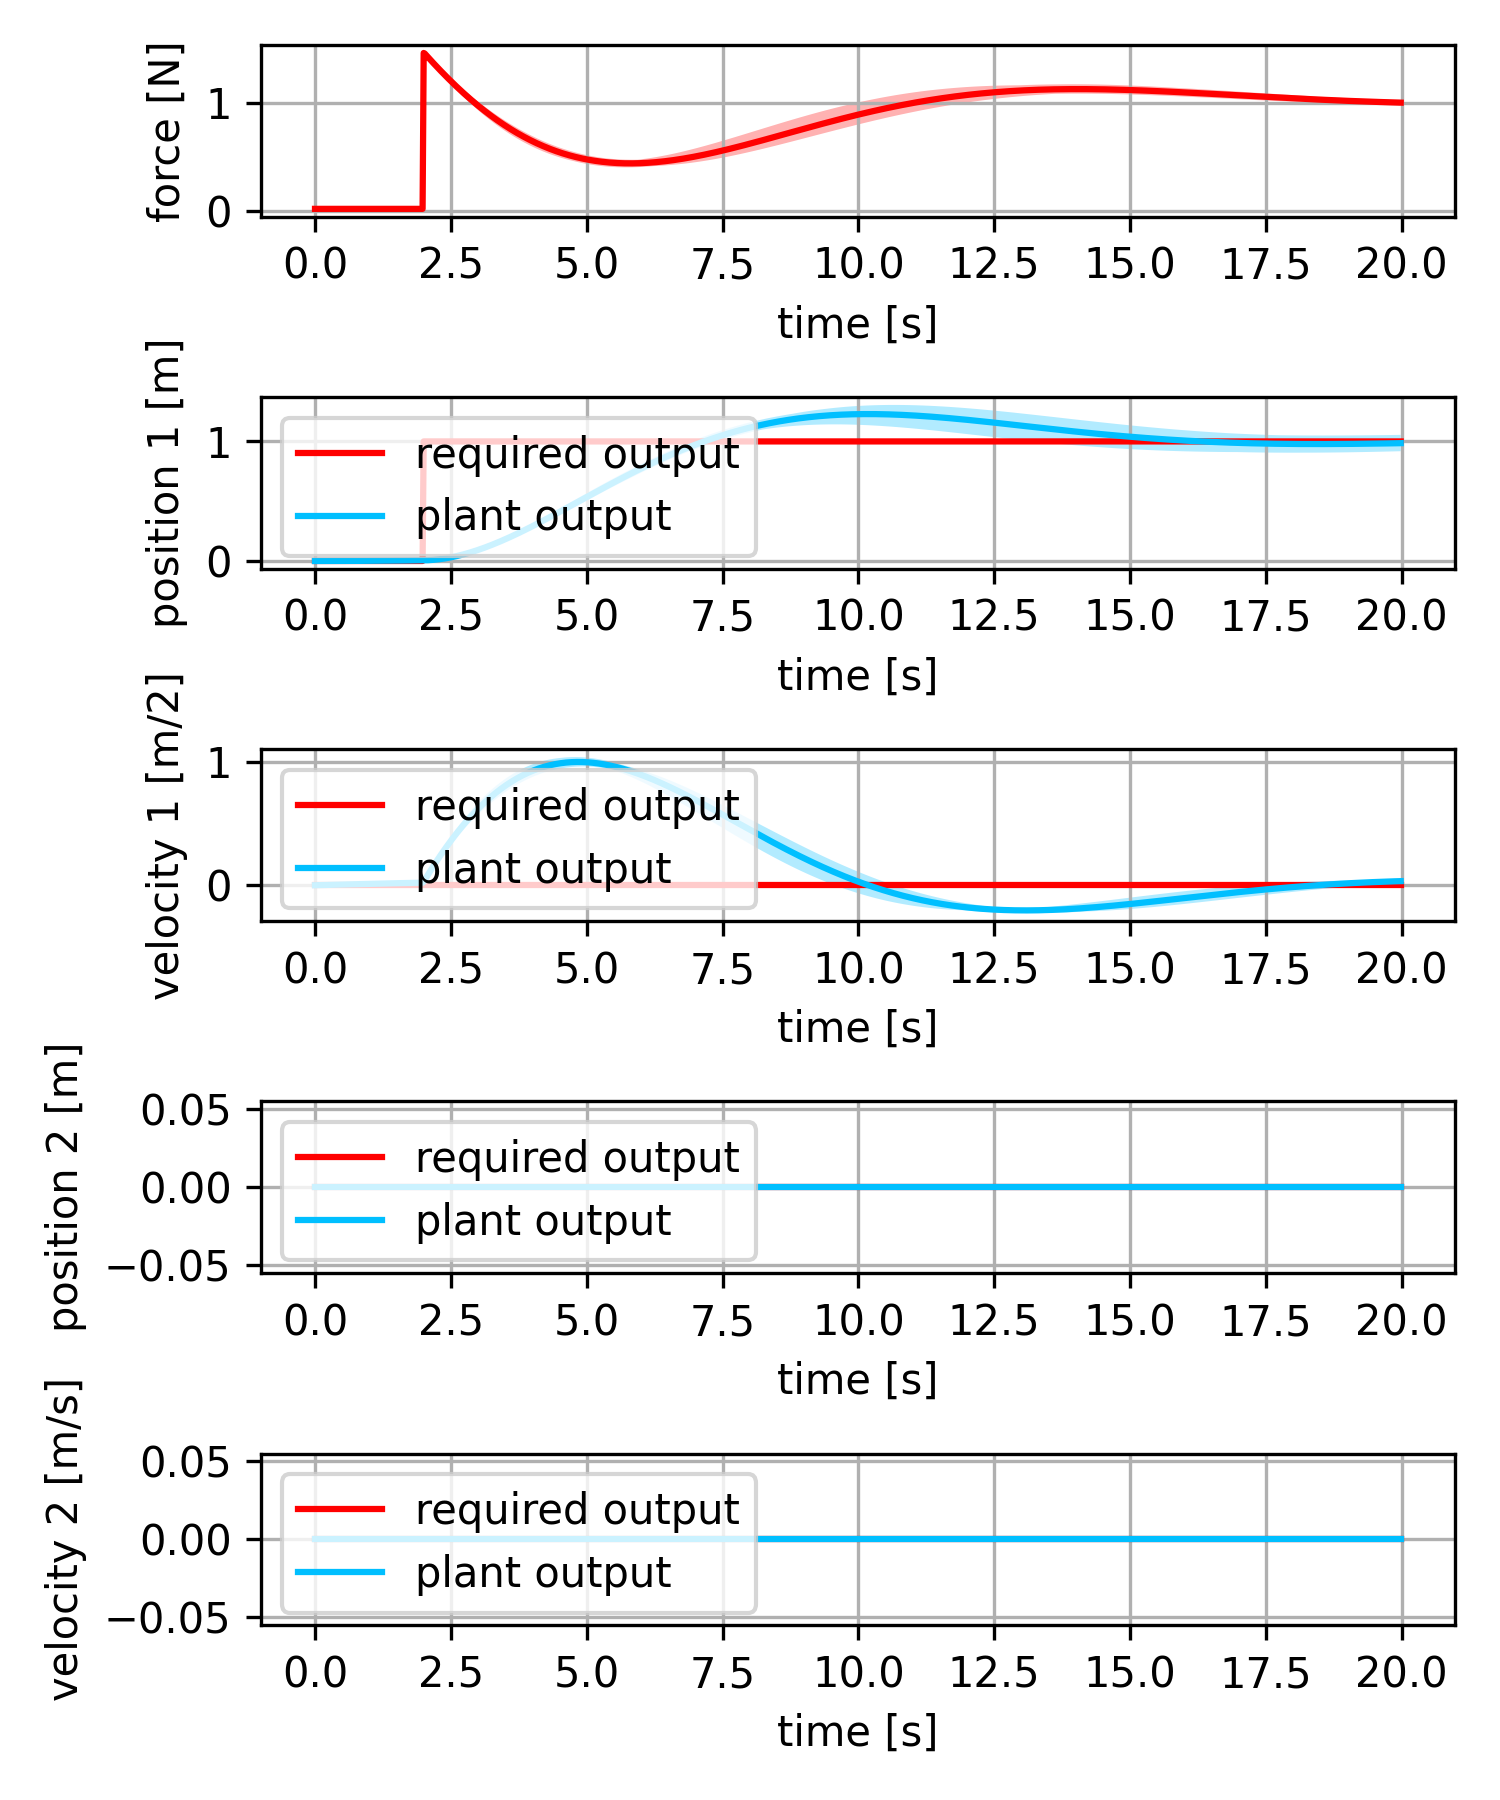 force [N]
1
0
0.0 2.5 5.0 7.5 10.0 12.5 15.0 17.5 20.0
time [s]
position 1 [m]
1
0
required output
plant output
0.0 2.5 5.0 7.5 10.0 12.5 15.0 17.5 20.0
time [s]
velocity 1 [m/2]
1
0
required output
plant output
0.0 2.5 5.0 7.5 10.0 12.5 15.0 17.5 20.0
time [s]
position 2 [m]
0.05
0.00
−0.05
required output
plant output
0.0 2.5 5.0 7.5 10.0 12.5 15.0 17.5 20.0
time [s]
velocity 2 [m/s]
0.05
0.00
−0.05
required output
plant output
0.0 2.5 5.0 7.5 10.0 12.5 15.0 17.5 20.0
time [s]